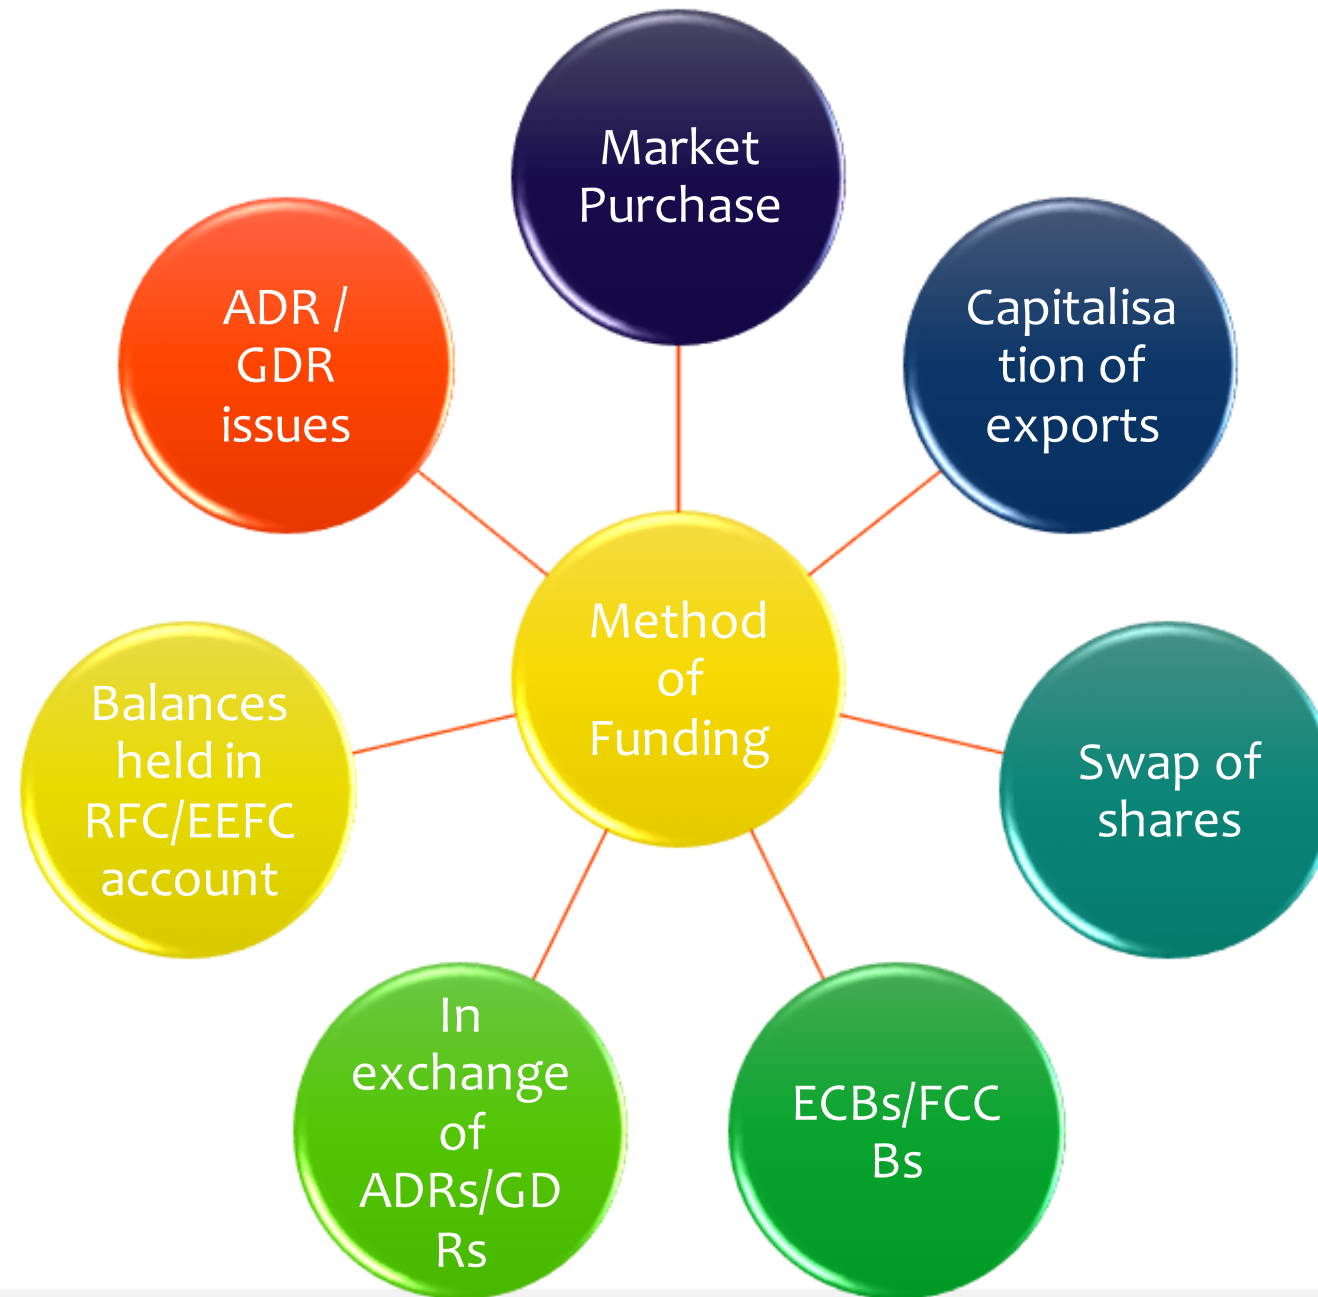 Market
Purchase
Capitalisa
tion of
exports
Swap of
shares
ECBs/FCC
Bs
In
exchange
of
ADRs/GD
Rs
Balances
held in
RFC/EEFC
account
ADR /
GDR
issues
Method
of
Funding